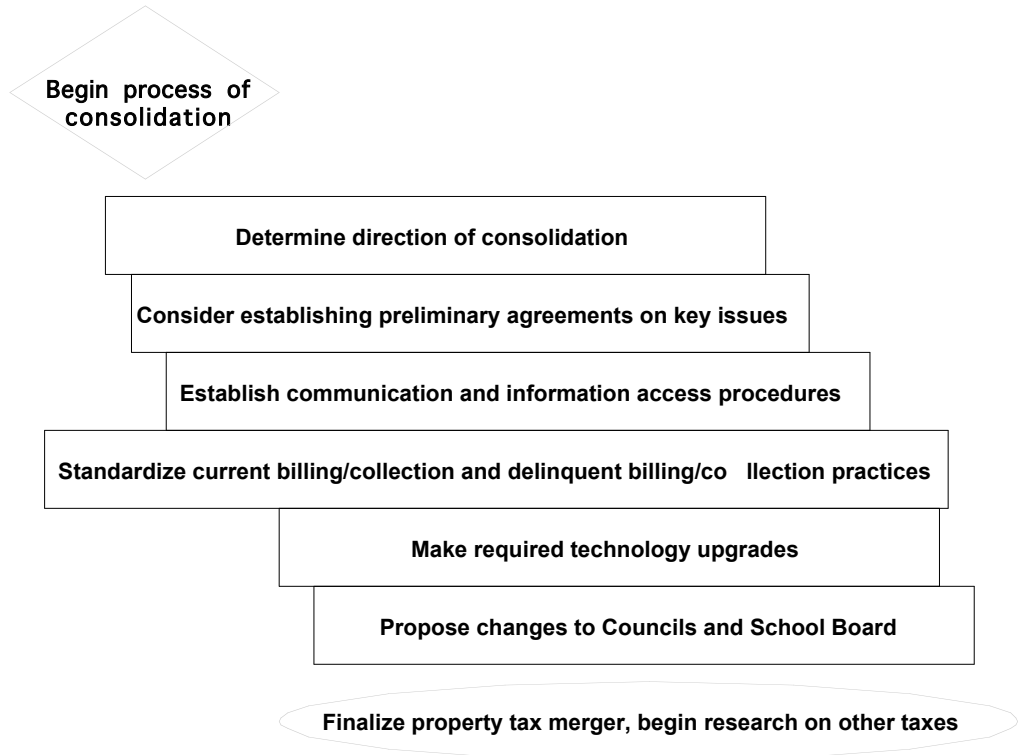 Begin process of
consolidation
Determine direction of consolidation
Consider establishing preliminary agreements on key issues
Establish communication and information access procedures
Standardize current billing/collection and delinquent billing/co llection practices
Make required technology upgrades
Propose changes to Councils and School Board
Finalize property tax merger, begin research on other taxes